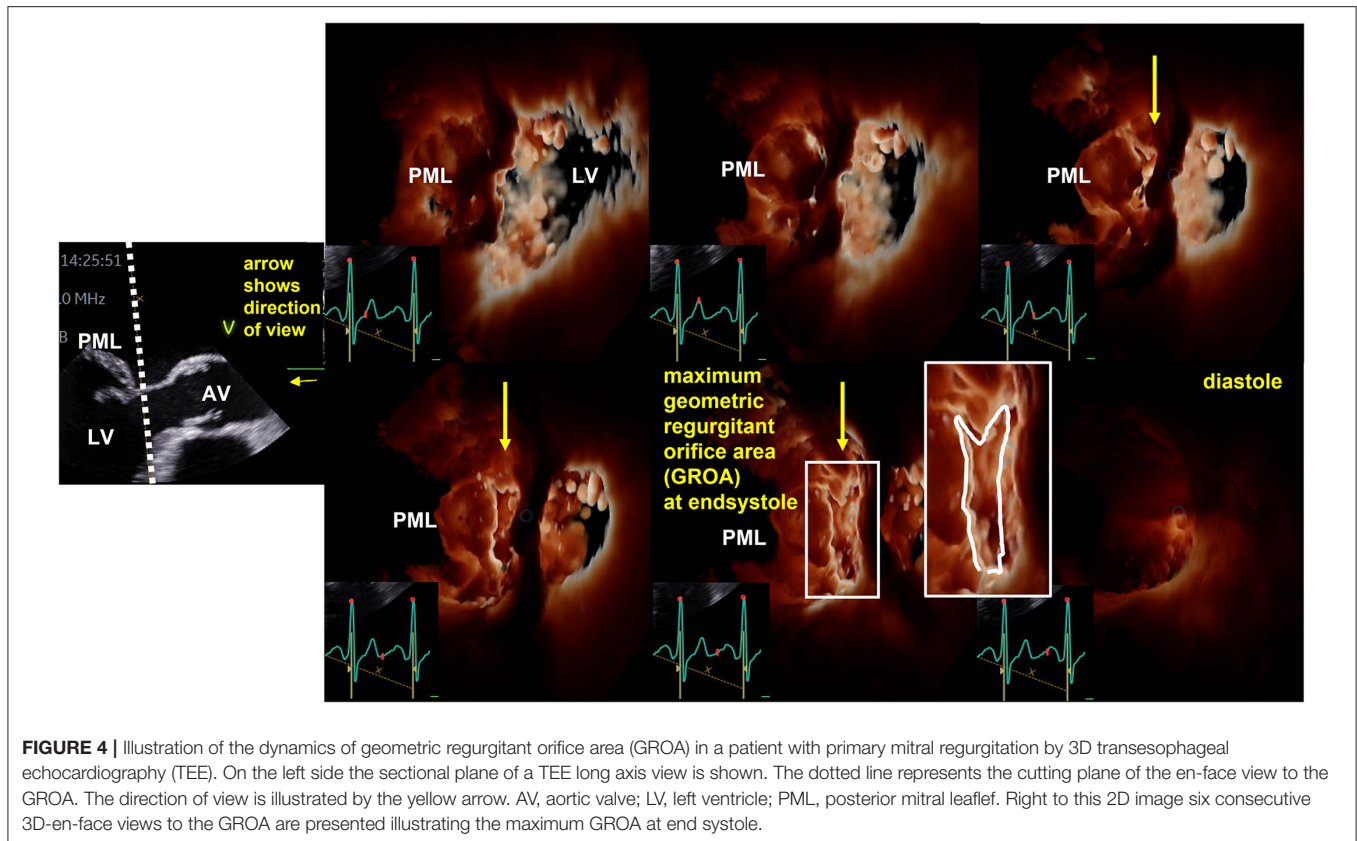 PML
LV
PML
PML
14:25:51
.0 MHz
B
PML
LV
AV
V
arrow
shows
direction
of view
PML
maximum
geometric
regurgitant
orifice area
(GROA)
at endsystole
PML
diastole
FIGURE 4 | Illustration of the dynamics of geometric regurgitant orifice area (GROA) in a patient with primary mitral regurgitation by 3D transesophageal
echocardiography (TEE). On the left side the sectional plane of a TEE long axis view is shown. The dotted line represents the cutting plane of the en-face view to the
GROA. The direction of view is illustrated by the yellow arrow. AV, aortic valve; LV, left ventricle; PML, posterior mitral leaflef. Right to this 2D image six consecutive
3D-en-face views to the GROA are presented illustrating the maximum GROA at end systole.